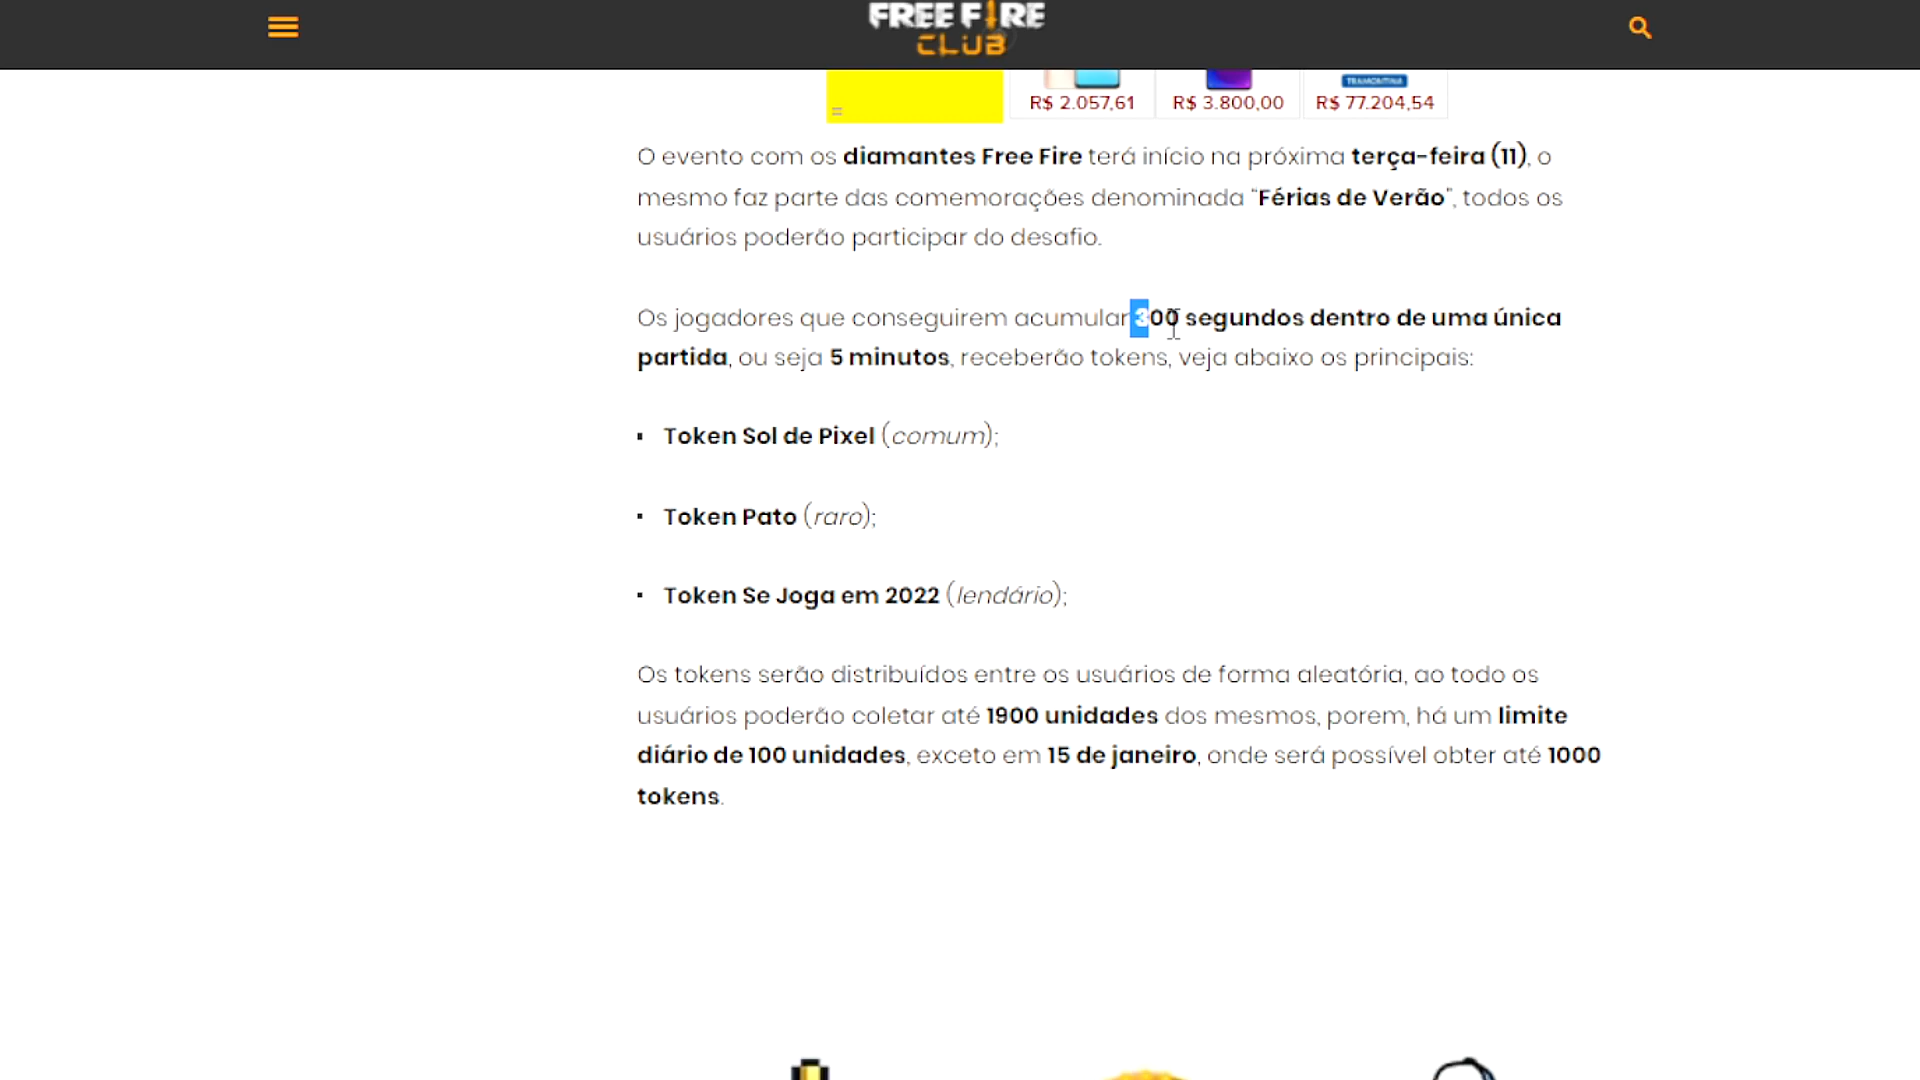 FREE FIRE
CLUB
TRAMONTINA
R$ 2.057,61
R$ 3.800,00
R$ 77.204,54
O evento com os diamantes Free Fire terá início na próxima terça-feira (11), o
mesmo faz parte das comemorações denominada “Férias de Verão”, todos os
usuários poderão participar do desafio.
Os jogadores que conseguirem acumular 300 segundos dentro de uma única
partida, ou seja 5 minutos, receberão tokens, veja abaixo os principais:
▪ Token Sol de Pixel (comum);
▪ Token Pato (raro);
▪ Token Se Joga em 2022 (lendário);
Os tokens serão distribuídos entre os usuários de forma aleatória, ao todo os
usuários poderão coletar até 1900 unidades dos mesmos, porem, há um limite
diário de 100 unidades, exceto em 15 de janeiro, onde será possível obter até 1000
tokens.